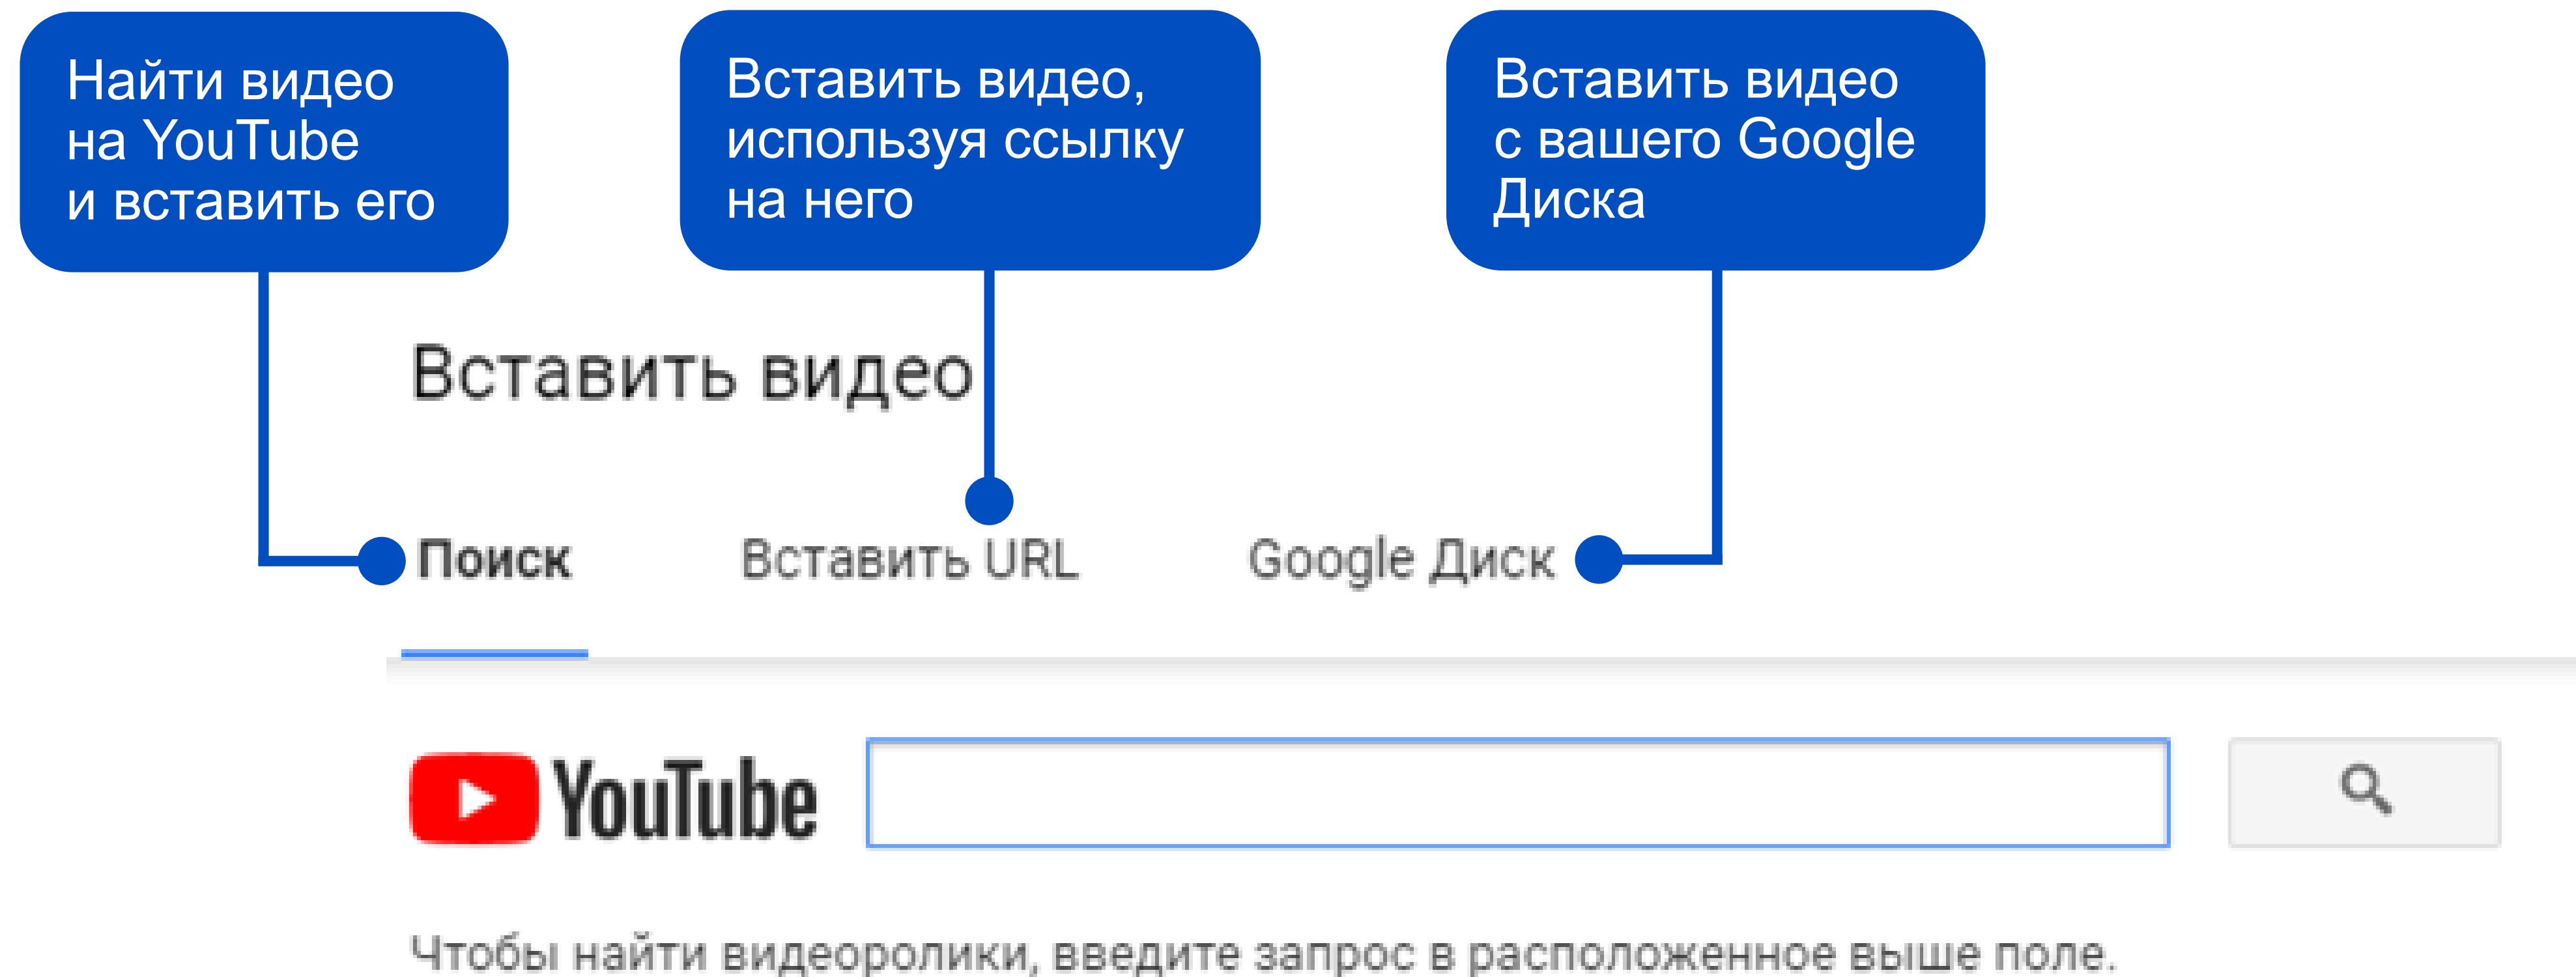 Найти видео
на YouTube
и вставить его
Вставить видео,
используя ссылку
на него
Вставить видео
с вашего Google
Диска
Вставить видео
Поиск
Вставить URL
Google Диск
YouTube
Чтобы найти видеоролики, введите запрос в расположенное выше поле.